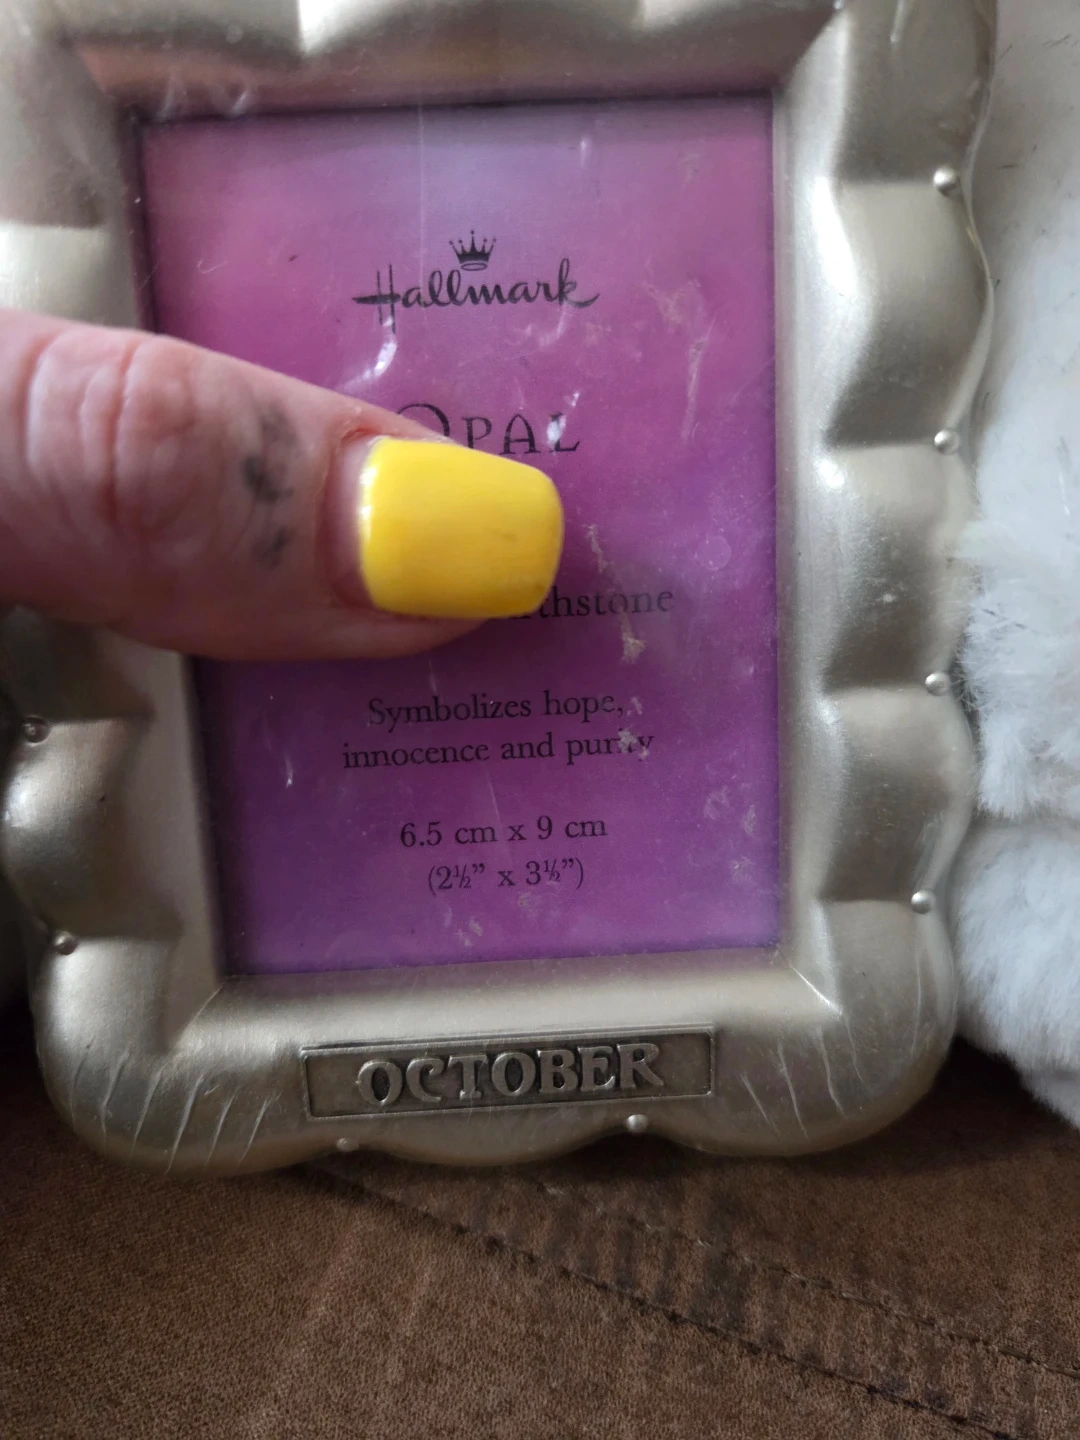 Hallmark
OPAL
Symbolizes hope,
innocence and purity
6.5 cm x 9 cm
(2½” x 3½”)
OCTOBER